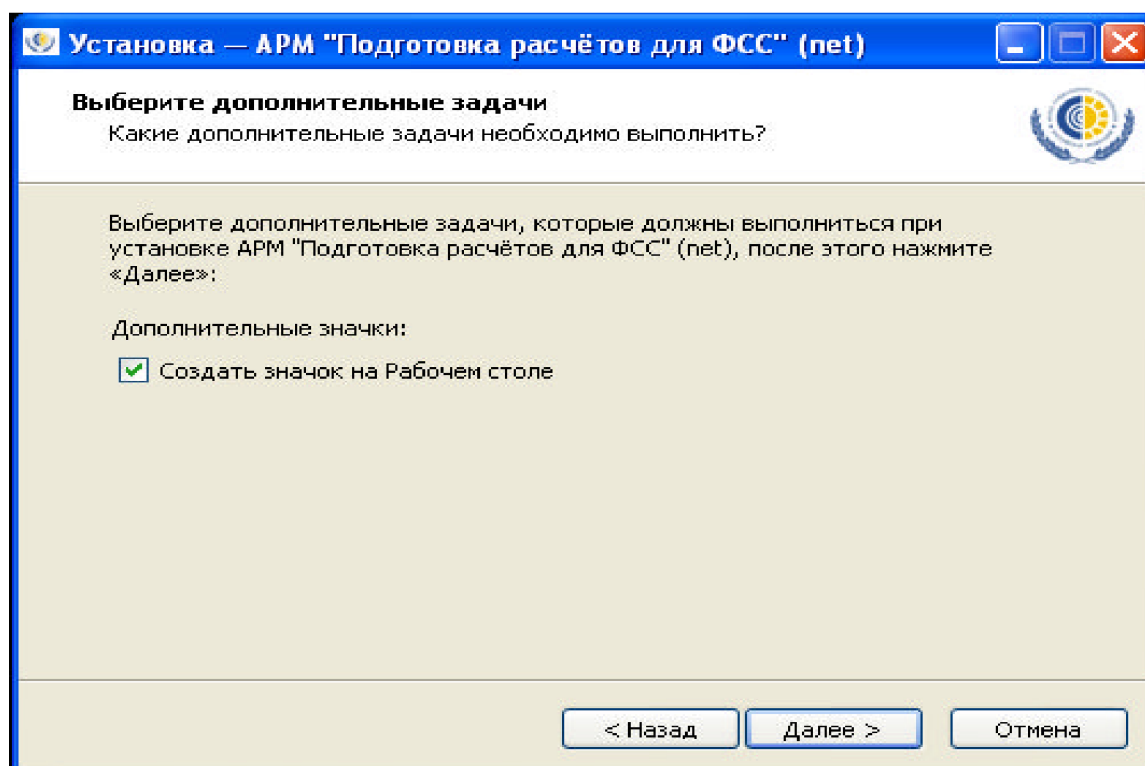 Установка — АРМ "Подготовка расчётов для ФСС" (net)
Выберите дополнительные задачи
Какие дополнительные задачи необходимо выполнить?
Выберите дополнительные задачи, которые должны выполниться при
установке АРМ "Подготовка расчётов для ФСС" (net), после этого нажмите
«Далее»:
Дополнительные значки:
Создать значок на Рабочем столе
< Назад
Далее >
Отмена